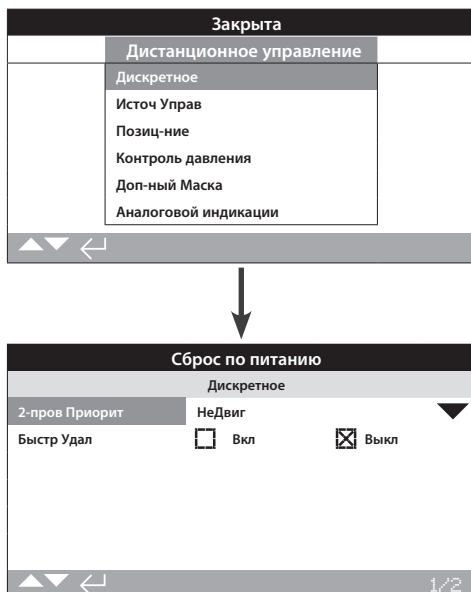 Закрыта
Дистанционное управление
Дискретное
Источ Управ
Позиц-ние
Контроль давления
Доп-ный Маска
Аналоговой индикации
Сброс по питанию
Дискретное
2-пров Приорит НеДвиг
Быстр Удал Вкл Выкл
1/2